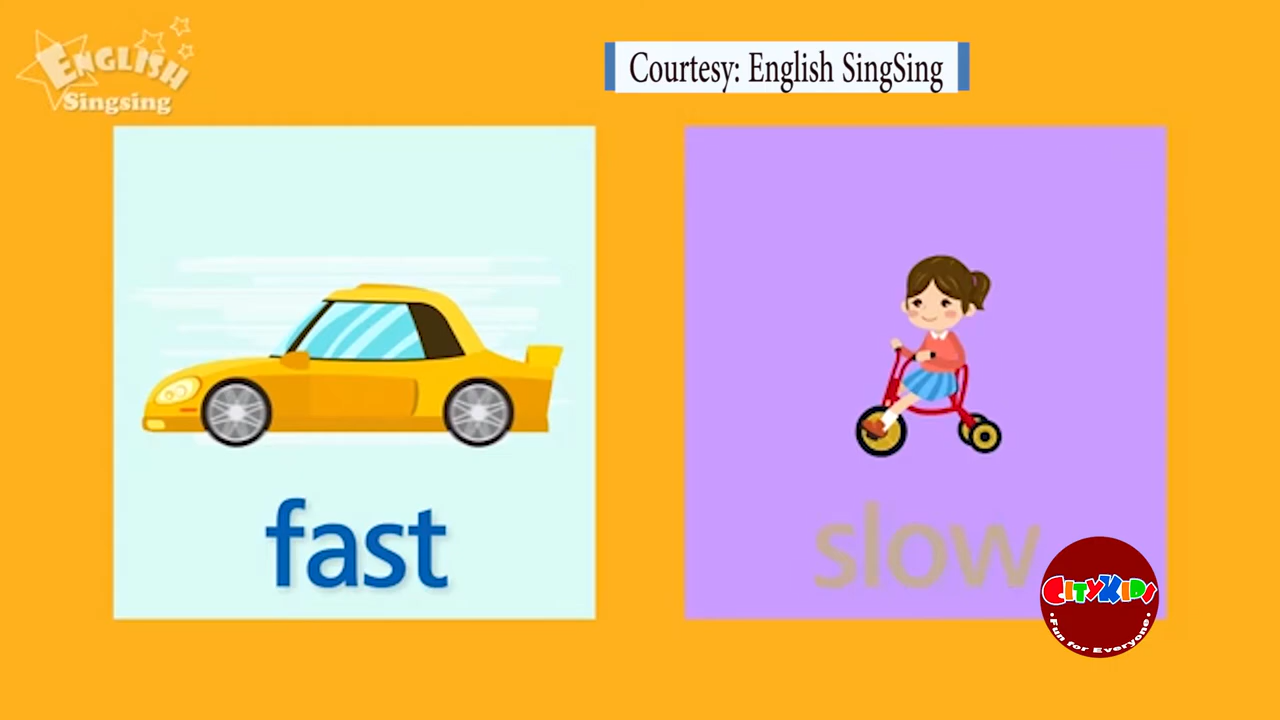 ENGLISH
Singsing
Courtesy: English SingSing
fast
slow
CITYKIDS
• Fun for Everyone •